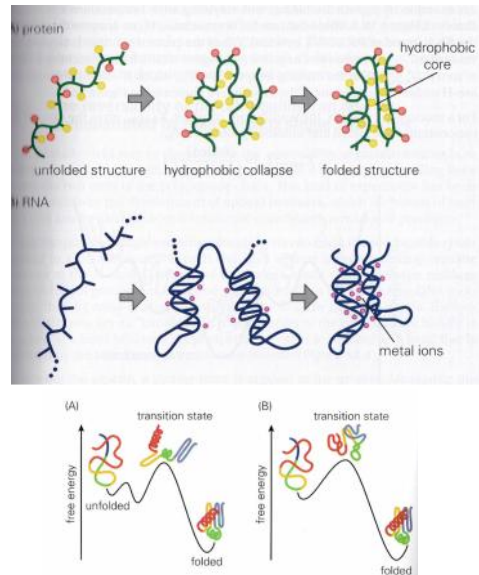 ) protein
hydrophobic
core
unfolded structure
hydrophobic collapse
folded structure
) RNA
metal ions
(A)
(B)
transition state
transition state
free energy
free energy
unfolded
folded
folded